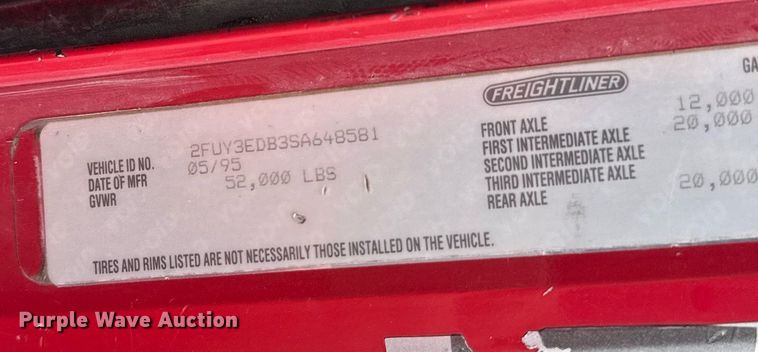 FREIGHTLINER
GA
VEHICLE ID NO. 2FUY3EDB3SA648581
DATE OF MFR 05/95
GVWR 52,000 LBS
FRONT AXLE 12,000
FIRST INTERMEDIATE AXLE 20,000
SECOND INTERMEDIATE AXLE
THIRD INTERMEDIATE AXLE
REAR AXLE 20,000
TIRES AND RIMS LISTED ARE NOT NECESSARILY THOSE INSTALLED ON THE VEHICLE.
Purple Wave Auction